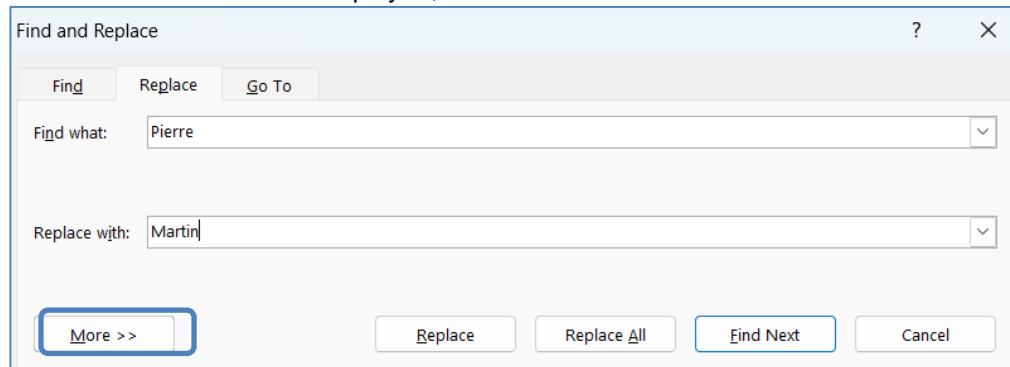 Find and Replace ?
Find Replace Go To
Find what: Pierre
Replace with: Martin
More >> Replace Replace All Find Next Cancel